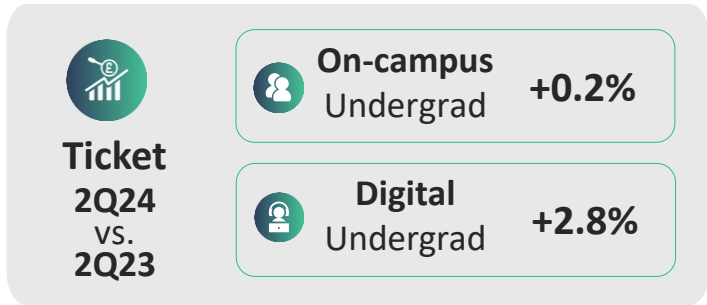 £
Ticket
2Q24
vs.
2Q23
On-campus
Undergrad
+0.2%
Digital
Undergrad
+2.8%